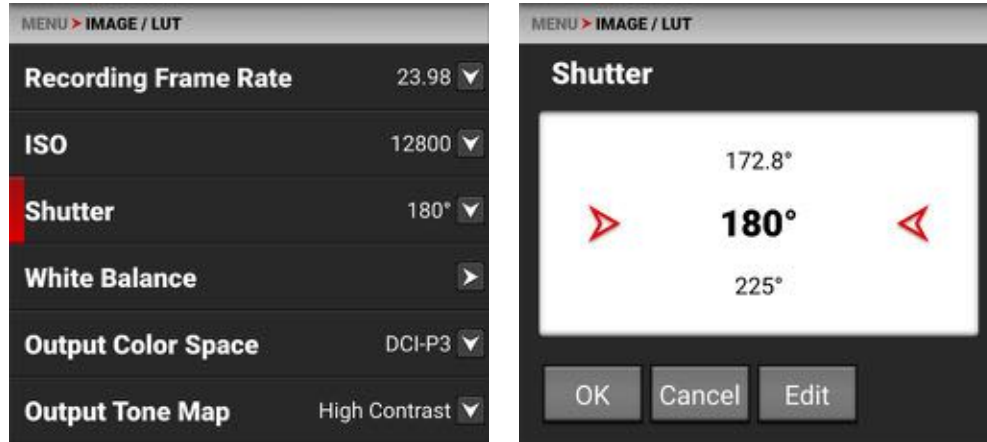 MENU > IMAGE / LUT
Recording Frame Rate 23.98
ISO 12800
Shutter 180°
White Balance
Output Color Space DCI-P3
Output Tone Map High Contrast
MENU > IMAGE / LUT
Shutter
172.8°
180°
225°
OK Cancel Edit